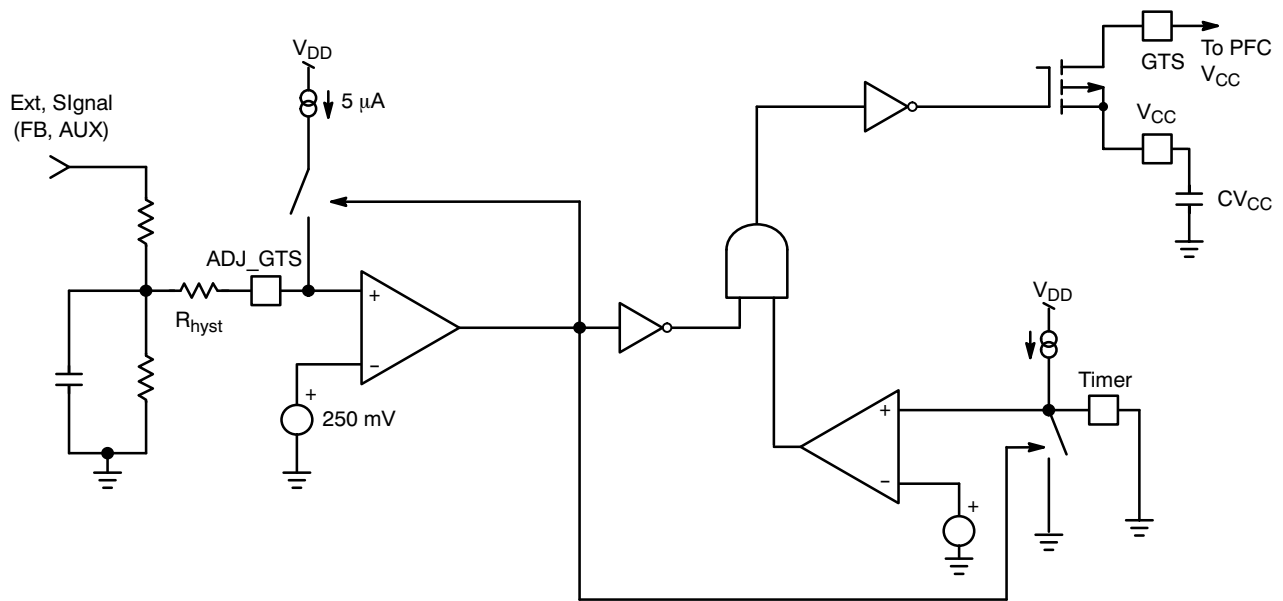 V_DD
5 μA
Ext, SIgnal
(FB, AUX)
ADJ_GTS
R_hyst
+
−
+
250 mV
GTS
To PFC
V_CC
V_CC
CV_CC
V_DD
Timer
+
−
+